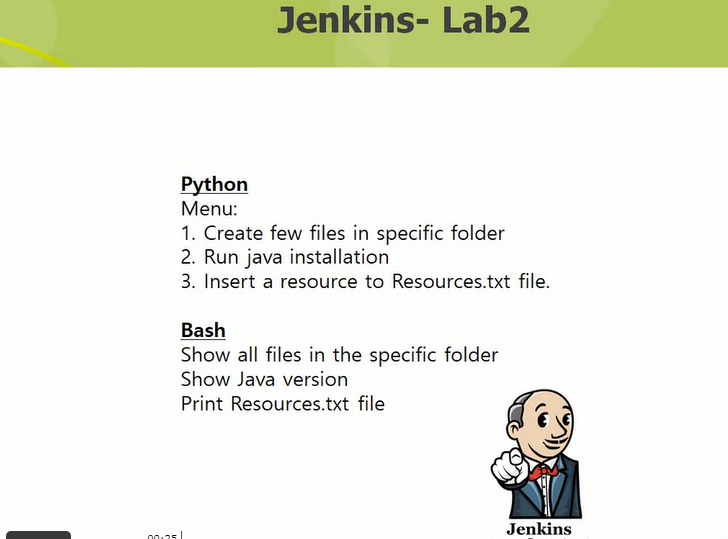 Jenkins- Lab2
Python
Menu:
1. Create few files in specific folder
2. Run java installation
3. Insert a resource to Resources.txt file.
Bash
Show all files in the specific folder
Show Java version
Print Resources.txt file
Jenkins
00:25